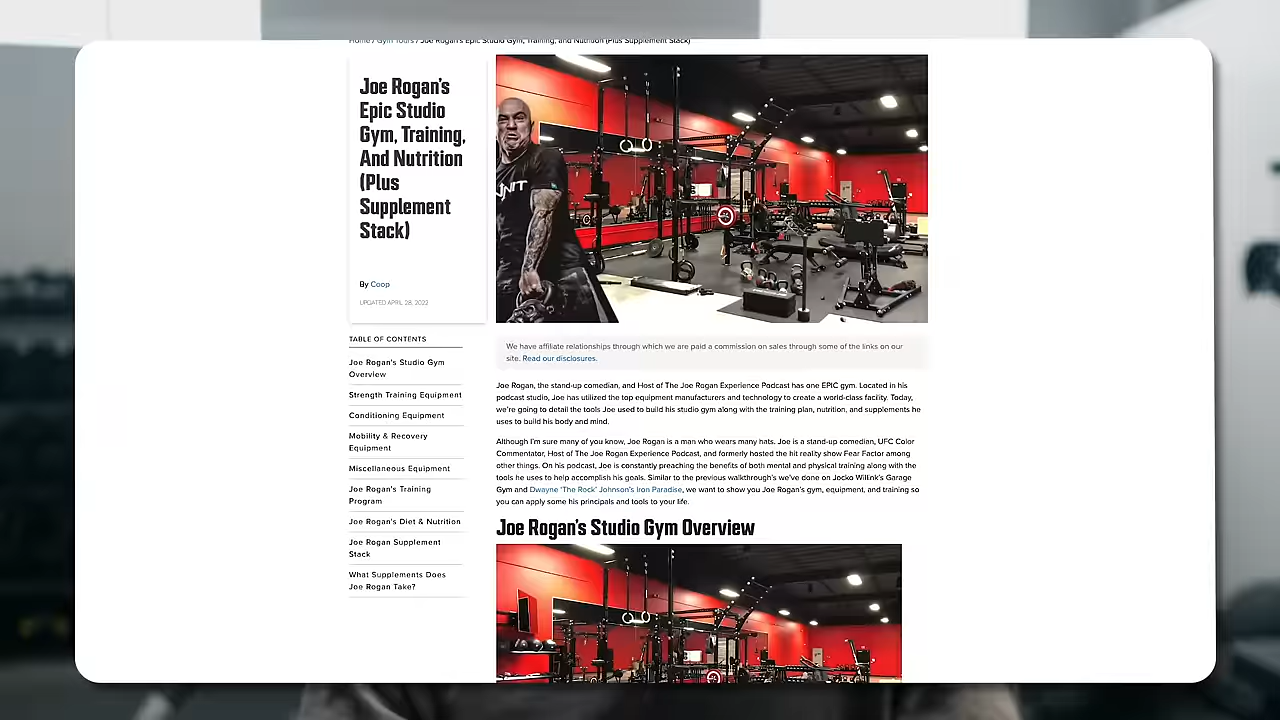 Home / Gym Tours / Joe Rogan's Epic Studio Gym, Training, and Nutrition (Plus Supplement Stack)
Joe Rogan's
Epic Studio
Gym, Training,
And Nutrition
(Plus
Supplement
Stack)
By Coop
UPDATED APRIL 28, 2022
TABLE OF CONTENTS
Joe Rogan's Studio Gym
Overview
Strength Training Equipment
Conditioning Equipment
Mobility & Recovery
Equipment
Miscellaneous Equipment
Joe Rogan's Training
Program
Joe Rogan's Diet & Nutrition
Joe Rogan Supplement
Stack
What Supplements Does
Joe Rogan Take?
NNIT
We have affiliate relationships through which we are paid a commission on sales through some of the links on our
site. Read our disclosures.
Joe Rogan, the stand-up comedian, and Host of The Joe Rogan Experience Podcast has one EPIC gym. Located in his
podcast studio, Joe has utilized the top equipment manufacturers and technology to create a world-class facility. Today,
we're going to detail the tools Joe used to build his studio gym along with the training plan, nutrition, and supplements he
uses to build his body and mind.
Although I'm sure many of you know, Joe Rogan is a man who wears many hats. Joe is a stand-up comedian, UFC Color
Commentator, Host of The Joe Rogan Experience Podcast, and formerly hosted the hit reality show Fear Factor among
other things. On his podcast, Joe is constantly preaching the benefits of both mental and physical training along with the
tools he uses to help accomplish his goals. Similar to the previous walkthrough's we've done on Jocko Willink's Garage
Gym and Dwayne 'The Rock' Johnson's Iron Paradise, we want to show you Joe Rogan's gym, equipment, and training so
you can apply some his principals and tools to your life.
Joe Rogan's Studio Gym Overview